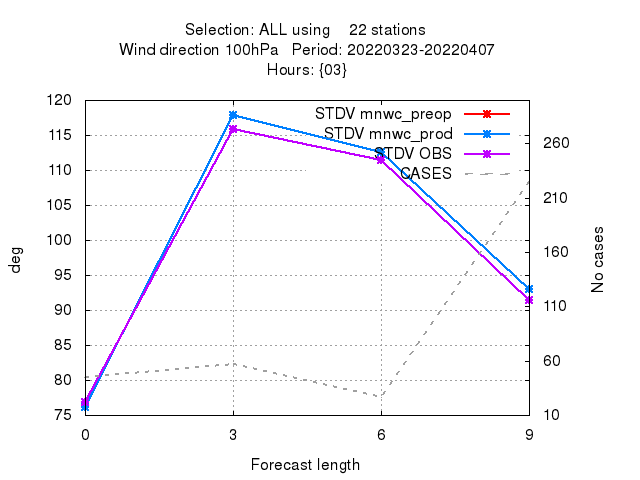 Selection: ALL using    22 stations
Wind direction 100hPa   Period: 20220323-20220407
Hours: {03}
STDV mnwc_preop
STDV mnwc_prod
STDV OBS
CASES
120
115
110
105
100
95
90
85
80
75
260
210
160
110
60
10
deg
No cases
0 3 6 9
Forecast length